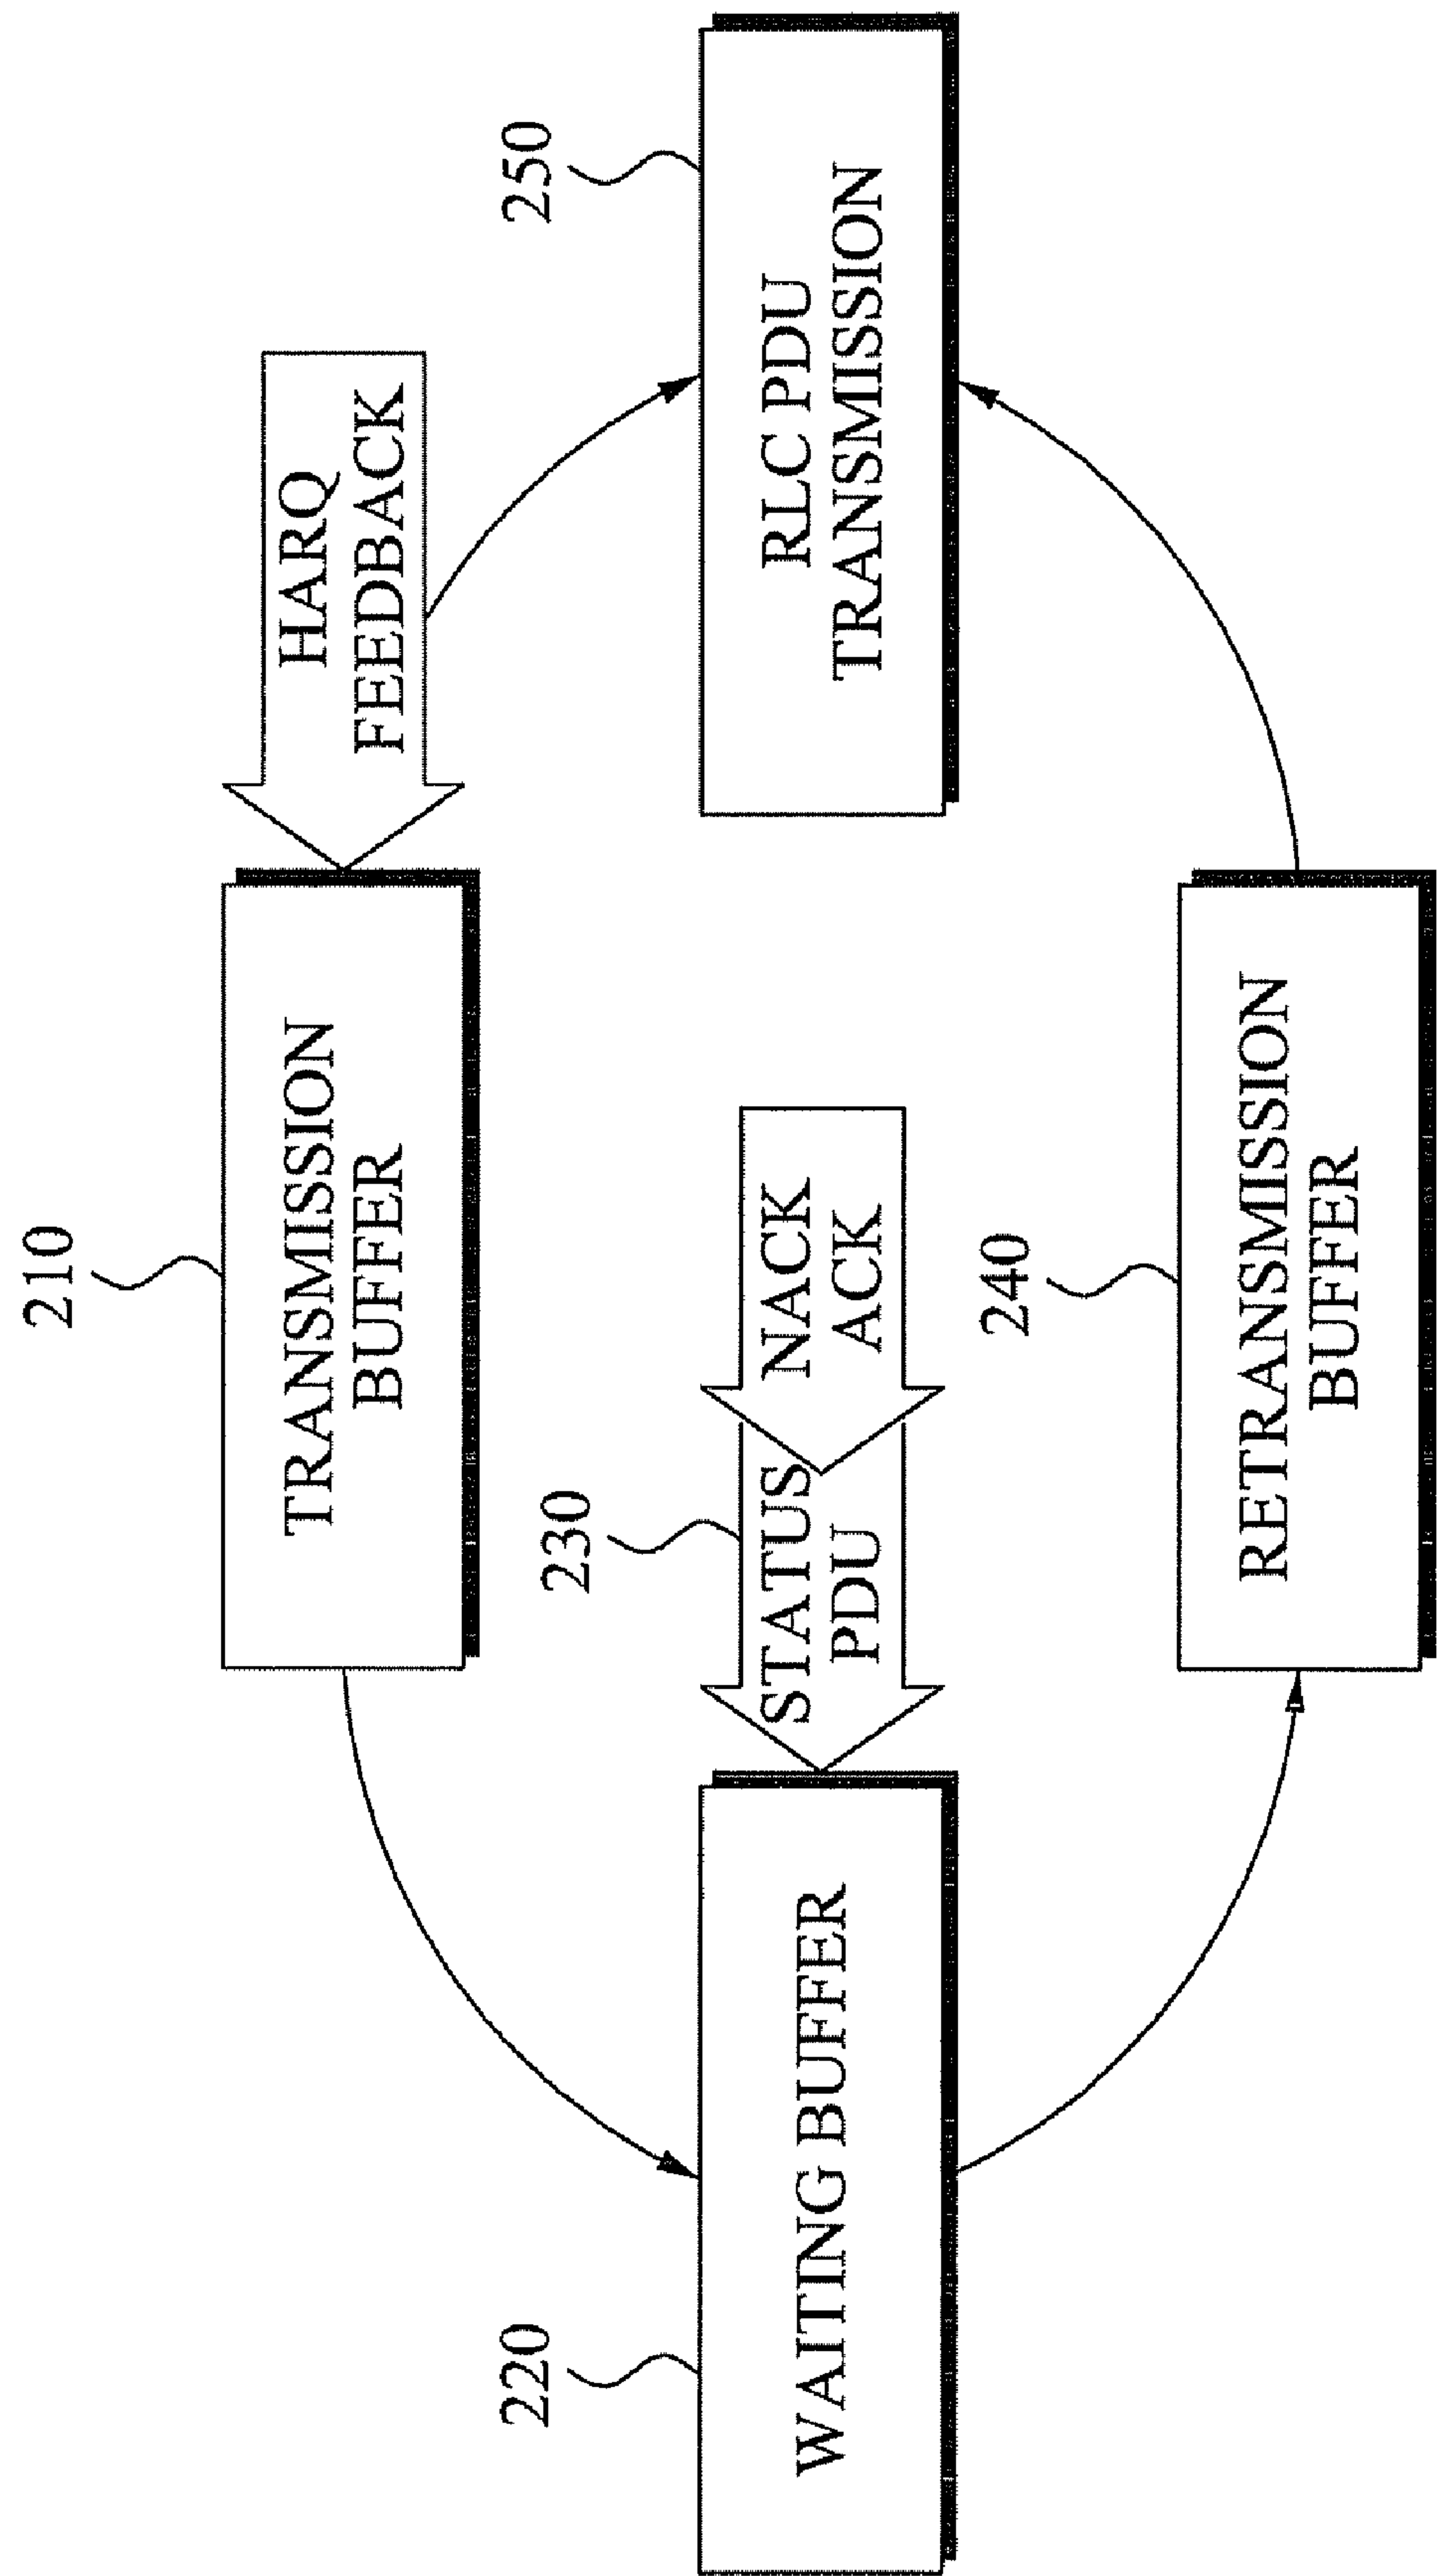 210
TRANSMISSION
BUFFER
HARQ
FEEDBACK
220
WAITING BUFFER
230
STATUS
PDU
NACK
ACK
250
RLC PDU
TRANSMISSION
240
RETRANSMISSION
BUFFER